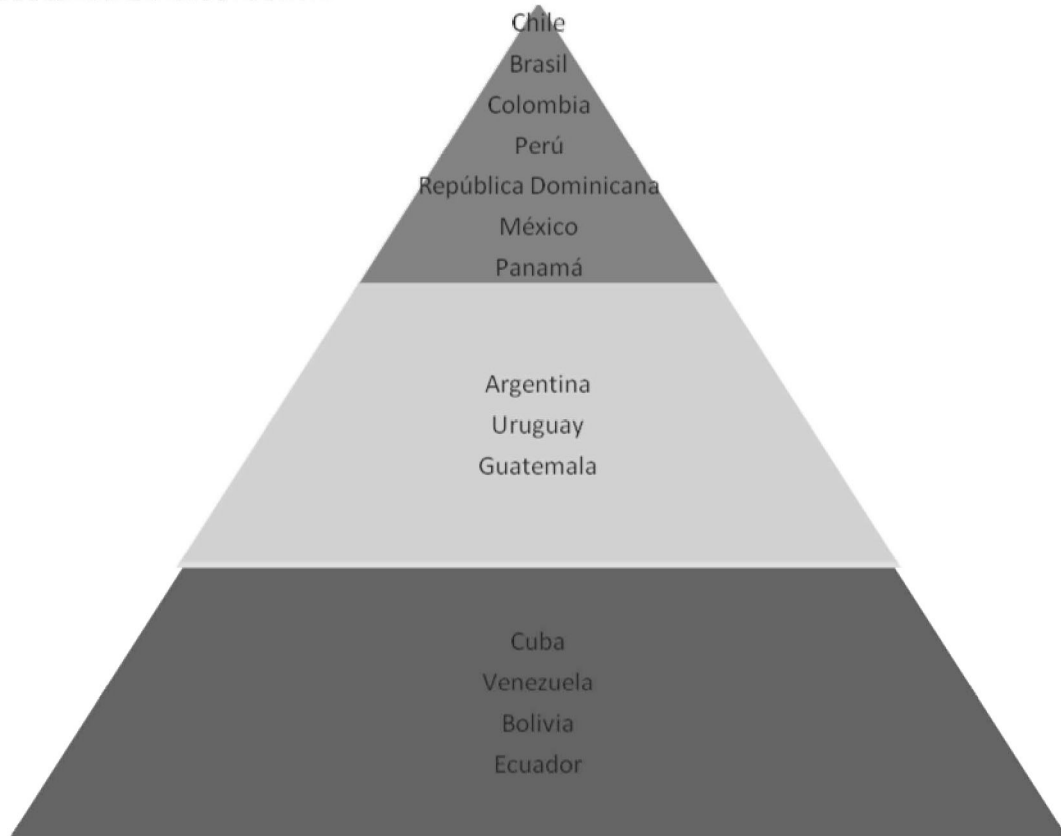 Chile
Brasil
Colombia
Perú
República Dominicana
México
Panamá
Argentina
Uruguay
Guatemala
Cuba
Venezuela
Bolivia
Ecuador